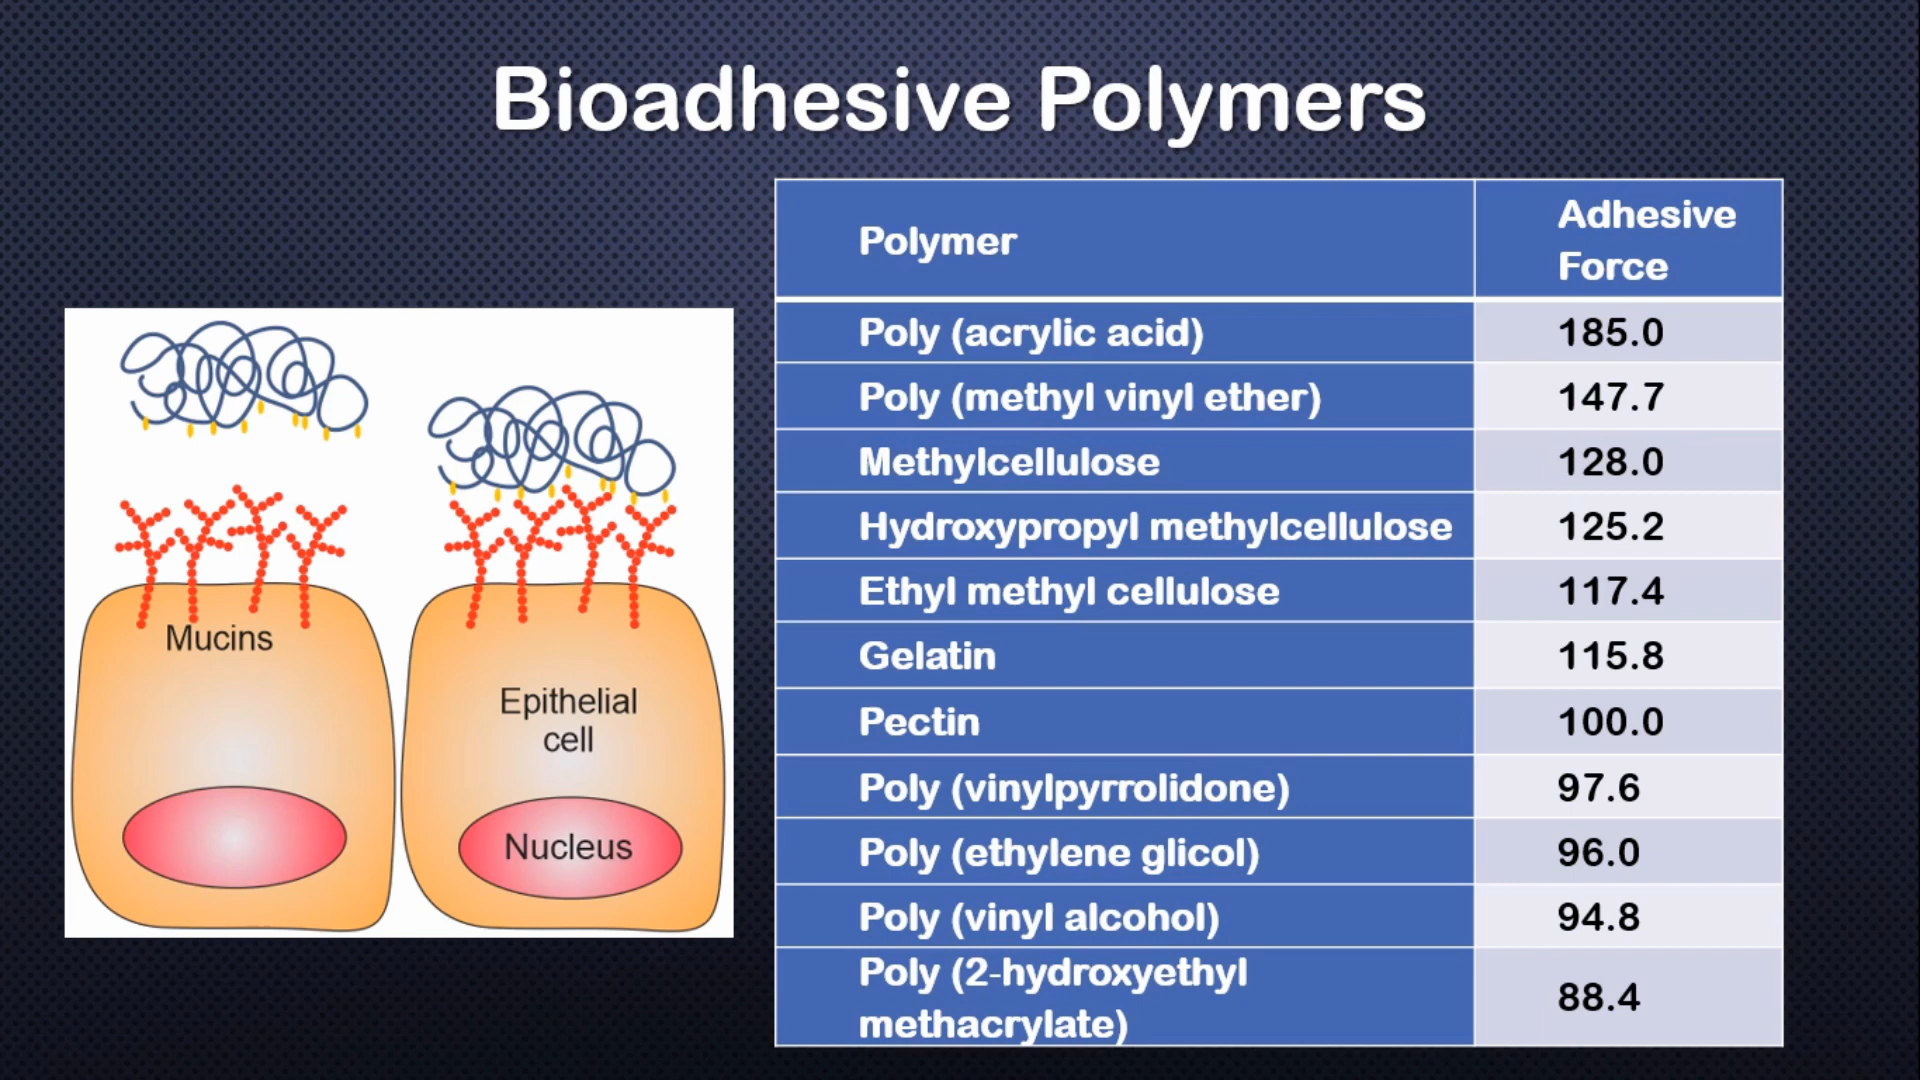 Bioadhesive Polymers
Mucins
Epithelial
cell
Nucleus
Polymer
Adhesive
Force
Poly (acrylic acid) 185.0
Poly (methyl vinyl ether) 147.7
Methylcellulose 128.0
Hydroxypropyl methylcellulose 125.2
Ethyl methyl cellulose 117.4
Gelatin 115.8
Pectin 100.0
Poly (vinylpyrrolidone) 97.6
Poly (ethylene glicol) 96.0
Poly (vinyl alcohol) 94.8
Poly (2-hydroxyethyl
methacrylate) 88.4